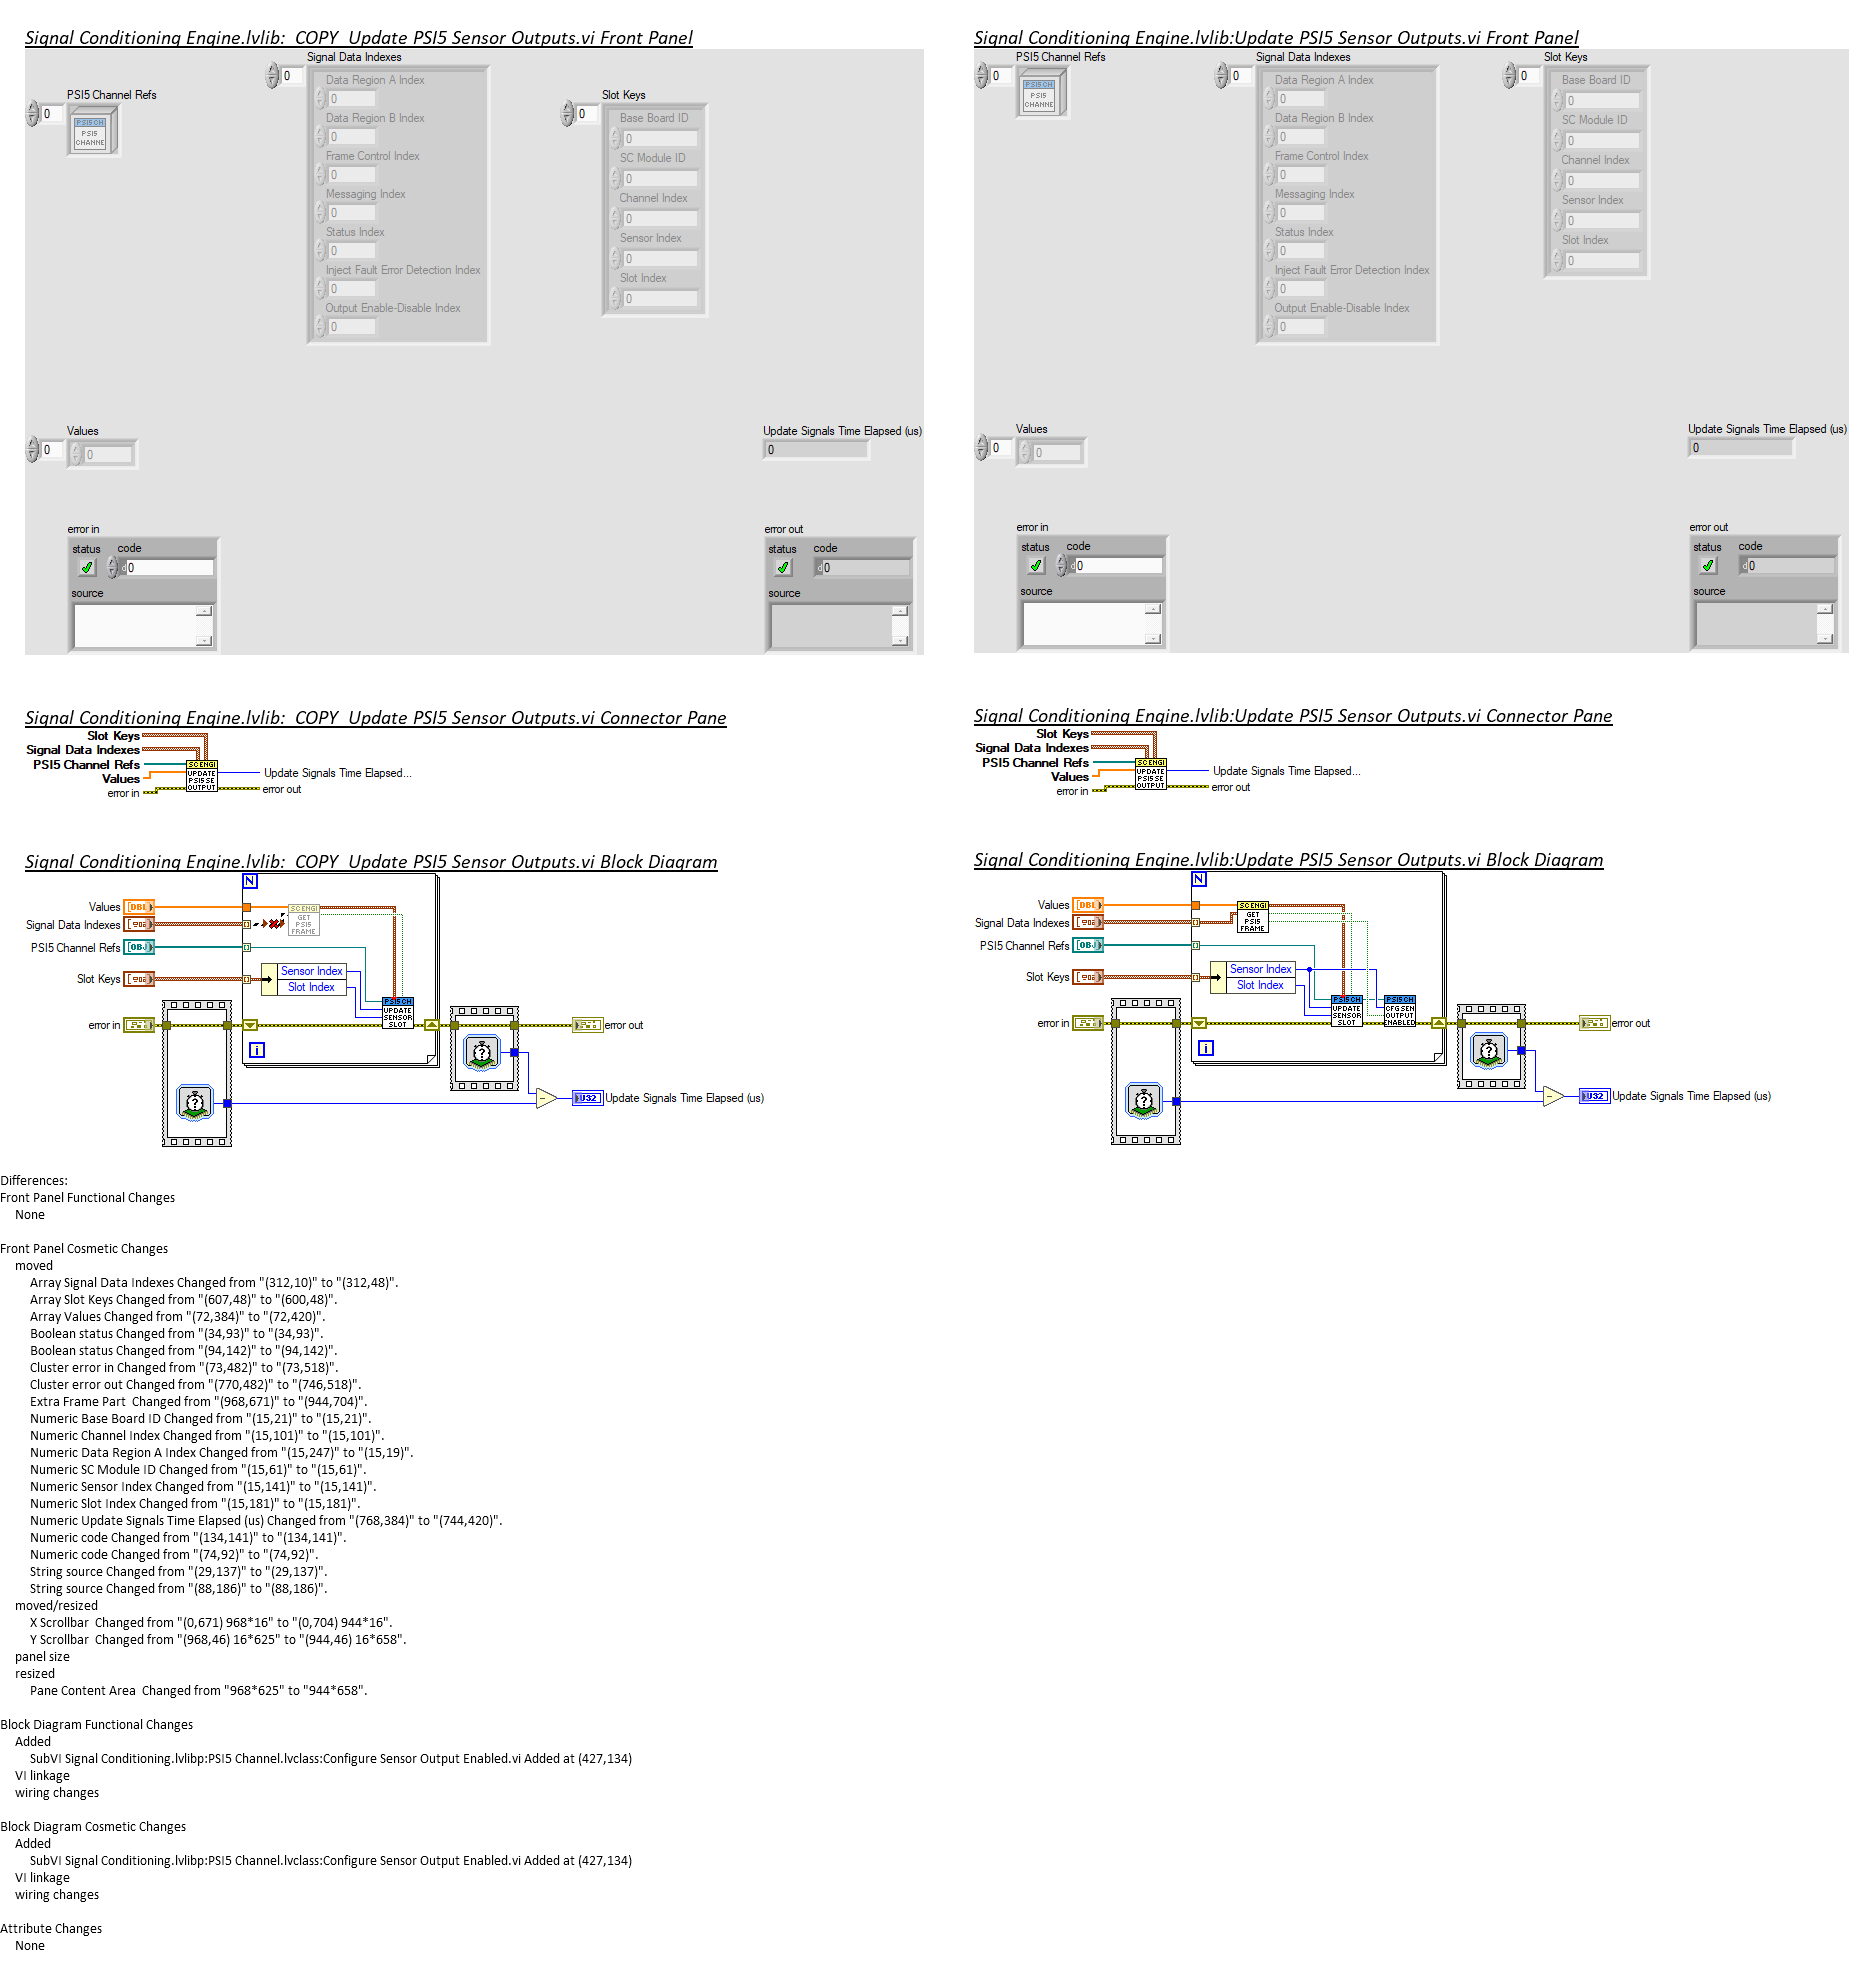 Signal Conditioning Engine.lvlib:  COPY  Update PSI5 Sensor Outputs.vi Front Panel
Signal Data Indexes
0
Data Region A Index
0
Data Region B Index
0
Frame Control Index
0
Messaging Index
0
Status Index
0
Inject Fault Error Detection Index
0
Output Enable-Disable Index
0
PSI5 Channel Refs
0
PSI5CH
PSI5
CHANNE
Slot Keys
0
Base Board ID
0
SC Module ID
0
Channel Index
0
Sensor Index
0
Slot Index
0
Values
0
0
Update Signals Time Elapsed (us)
0
error in
status code
d0
source
error out
status code
d0
source
Signal Conditioning Engine.lvlib:Update PSI5 Sensor Outputs.vi Front Panel
PSI5 Channel Refs
0
PSI5CH
PSI5
CHANNE
Signal Data Indexes
0
Data Region A Index
0
Data Region B Index
0
Frame Control Index
0
Messaging Index
0
Status Index
0
Inject Fault Error Detection Index
0
Output Enable-Disable Index
0
Slot Keys
0
Base Board ID
0
SC Module ID
0
Channel Index
0
Sensor Index
0
Slot Index
0
Values
0
0
Update Signals Time Elapsed (us)
0
error in
status code
d0
source
error out
status code
d0
source
Signal Conditioning Engine.lvlib:  COPY  Update PSI5 Sensor Outputs.vi Connector Pane
Slot Keys
Signal Data Indexes
PSI5 Channel Refs
Values
error in
SCENGI
UPDATE
PSI5SE
OUTPUT
Update Signals Time Elapsed...
error out
Signal Conditioning Engine.lvlib:Update PSI5 Sensor Outputs.vi Connector Pane
Slot Keys
Signal Data Indexes
PSI5 Channel Refs
Values
error in
SCENGI
UPDATE
PSI5SE
OUTPUT
Update Signals Time Elapsed...
error out
Signal Conditioning Engine.lvlib:  COPY  Update PSI5 Sensor Outputs.vi Block Diagram
N
Values
[DBL]
Signal Data Indexes
PSI5 Channel Refs
[OBJ]
Slot Keys
error in
SCENGI
GET
PSI5
FRAME
Sensor Index
Slot Index
PSI5CH
UPDATE
SENSOR
SLOT
i
error out
U32
Update Signals Time Elapsed (us)
Signal Conditioning Engine.lvlib:Update PSI5 Sensor Outputs.vi Block Diagram
N
Values
[DBL]
Signal Data Indexes
PSI5 Channel Refs
[OBJ]
Slot Keys
error in
SCENGI
GET
PSI5
FRAME
Sensor Index
Slot Index
PSI5CH
UPDATE
SENSOR
SLOT
PSI5CH
CFG SEN
OUTPUT
ENABLED
i
error out
U32
Update Signals Time Elapsed (us)
Differences:
Front Panel Functional Changes
None
Front Panel Cosmetic Changes
moved
Array Signal Data Indexes Changed from "(312,10)" to "(312,48)".
Array Slot Keys Changed from "(607,48)" to "(600,48)".
Array Values Changed from "(72,384)" to "(72,420)".
Boolean status Changed from "(34,93)" to "(34,93)".
Boolean status Changed from "(94,142)" to "(94,142)".
Cluster error in Changed from "(73,482)" to "(73,518)".
Cluster error out Changed from "(770,482)" to "(746,518)".
Extra Frame Part  Changed from "(968,671)" to "(944,704)".
Numeric Base Board ID Changed from "(15,21)" to "(15,21)".
Numeric Channel Index Changed from "(15,101)" to "(15,101)".
Numeric Data Region A Index Changed from "(15,247)" to "(15,19)".
Numeric SC Module ID Changed from "(15,61)" to "(15,61)".
Numeric Sensor Index Changed from "(15,141)" to "(15,141)".
Numeric Slot Index Changed from "(15,181)" to "(15,181)".
Numeric Update Signals Time Elapsed (us) Changed from "(768,384)" to "(744,420)".
Numeric code Changed from "(134,141)" to "(134,141)".
Numeric code Changed from "(74,92)" to "(74,92)".
String source Changed from "(29,137)" to "(29,137)".
String source Changed from "(88,186)" to "(88,186)".
moved/resized
X Scrollbar  Changed from "(0,671) 968*16" to "(0,704) 944*16".
Y Scrollbar  Changed from "(968,46) 16*625" to "(944,46) 16*658".
panel size
resized
Pane Content Area  Changed from "968*625" to "944*658".
Block Diagram Functional Changes
Added
SubVI Signal Conditioning.lvlibp:PSI5 Channel.lvclass:Configure Sensor Output Enabled.vi Added at (427,134)
VI linkage
wiring changes
Block Diagram Cosmetic Changes
Added
SubVI Signal Conditioning.lvlibp:PSI5 Channel.lvclass:Configure Sensor Output Enabled.vi Added at (427,134)
VI linkage
wiring changes
Attribute Changes
None